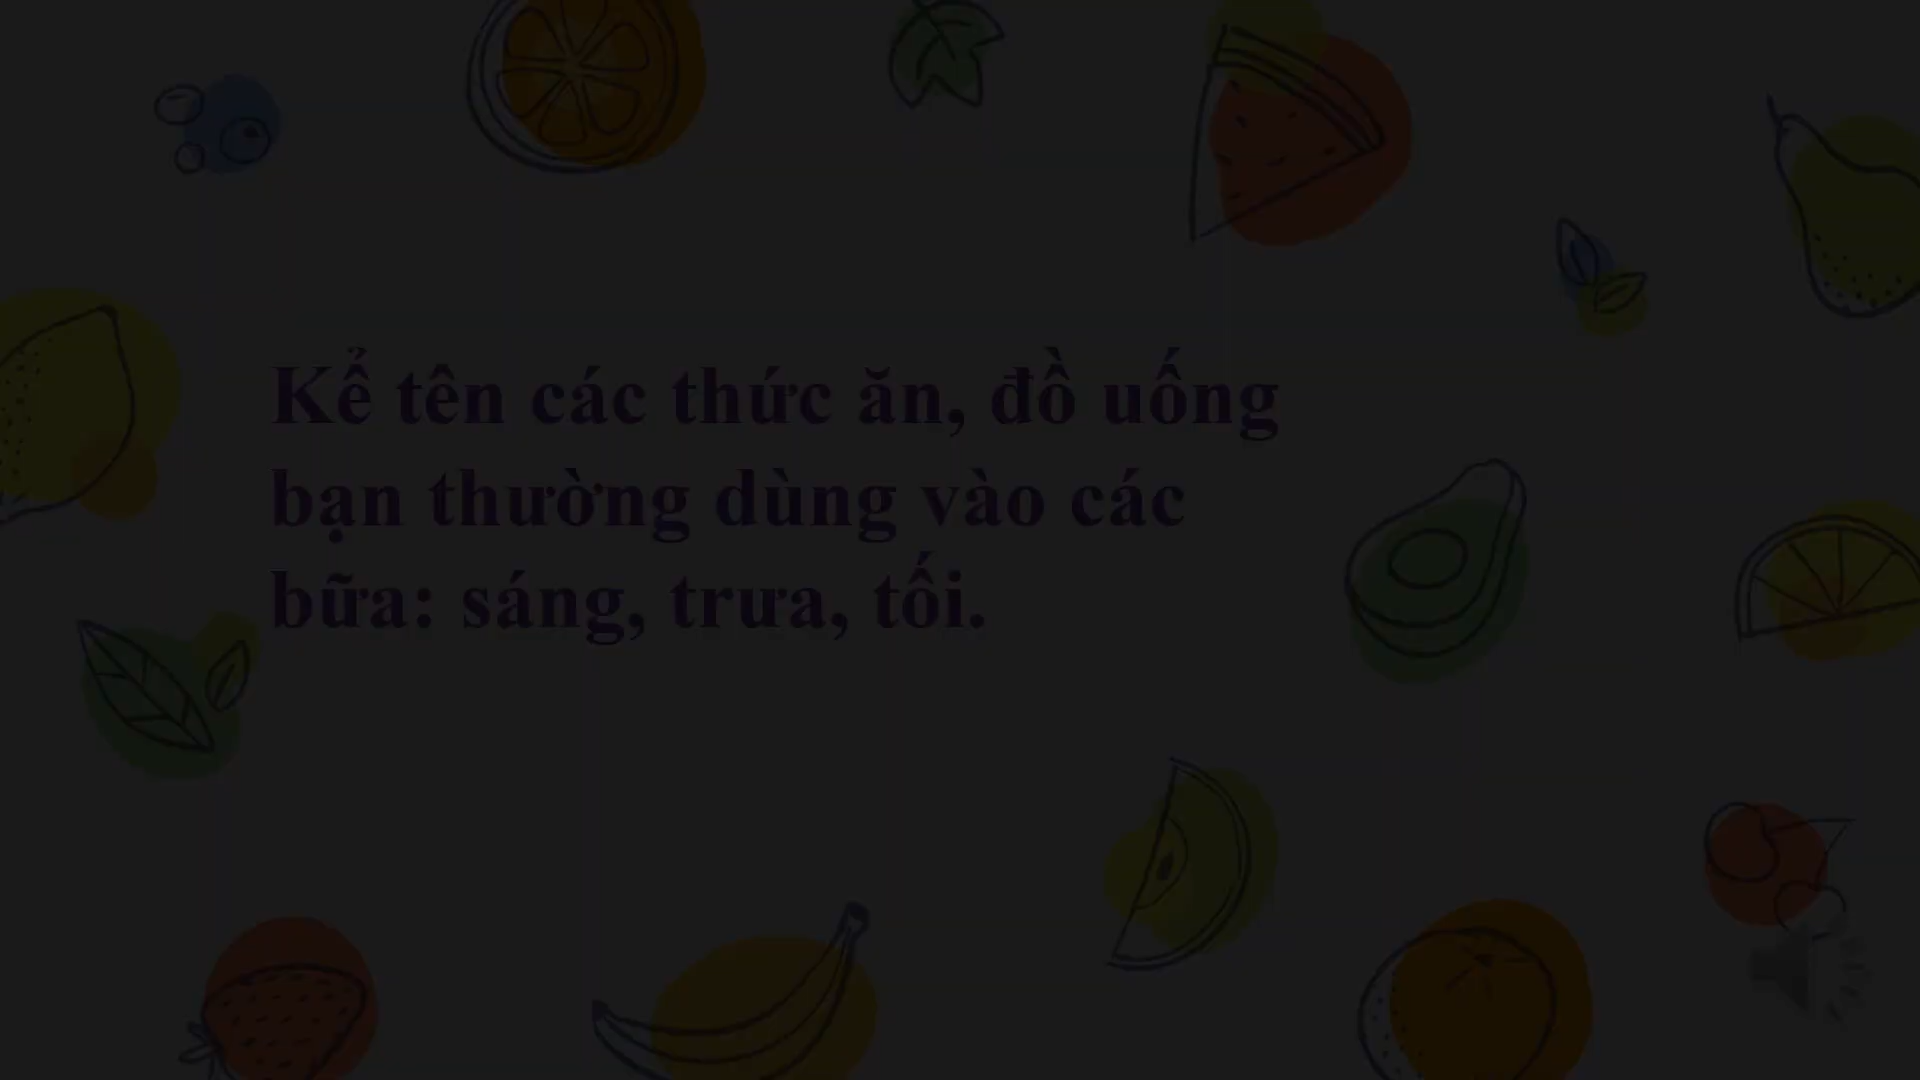 Kể tên các thức ăn, đồ uống
bạn thường dùng vào các
bữa: sáng, trưa, tối.